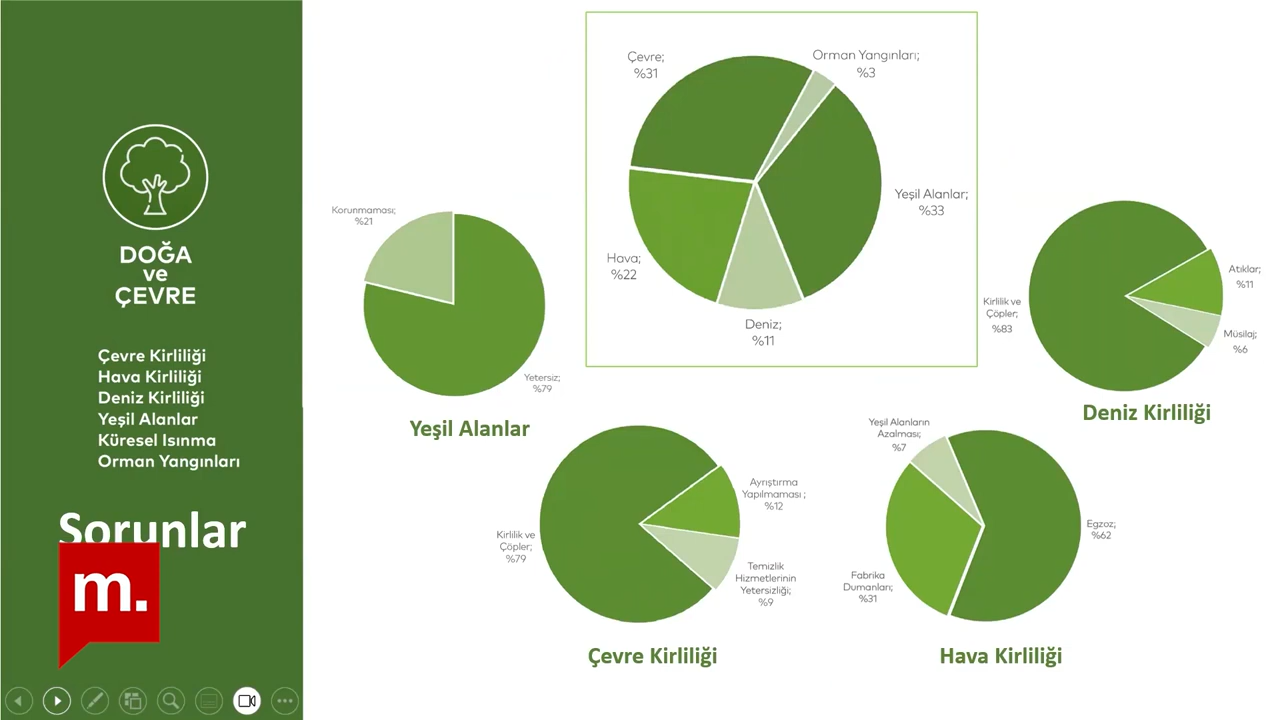 DOĞA
ve
ÇEVRE
Çevre Kirliliği
Hava Kirliliği
Deniz Kirliliği
Yeşil Alanlar
Küresel Isınma
Orman Yangınları
Sorunlar
m.
Çevre;
%31
Orman Yangınları;
%3
Yeşil Alanlar;
%33
Hava;
%22
Deniz;
%11
Korunmaması;
%21
Yetersiz;
%79
Yeşil Alanlar
Atıklar;
%11
Kirlilik ve
Çöpler;
%83
Müsilaj;
%6
Deniz Kirliliği
Ayrıştırma
Yapılmaması ;
%12
Kirlilik ve
Çöpler;
%79
Temizlik
Hizmetlerinin
Yetersizliği;
%9
Çevre Kirliliği
Yeşil Alanların
Azalması;
%7
Egzoz;
%62
Fabrika
Dumanları;
%31
Hava Kirliliği